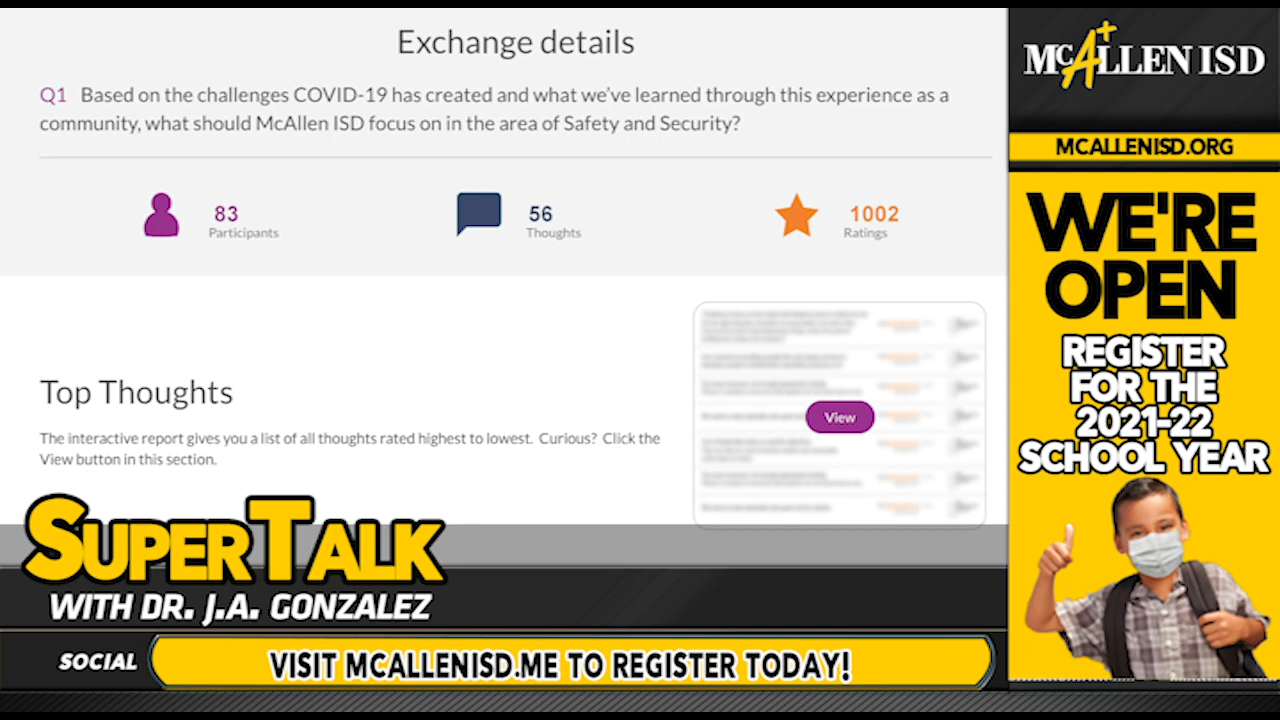 Exchange details
Q1 Based on the challenges COVID-19 has created and what we've learned through this experience as a
community, what should McAllen ISD focus on in the area of Safety and Security?
83
Participants
56
Thoughts
1002
Ratings
Top Thoughts
The interactive report gives you a list of all thoughts rated highest to lowest. Curious? Click the
View button in this section.
View
SUPERTALK
WITH DR. J.A. GONZALEZ
SOCIAL
VISIT MCALLENISD.ME TO REGISTER TODAY!
MCALLEN ISD
MCALLENISD.ORG
WE'RE
OPEN
REGISTER
FOR THE
2021-22
SCHOOL YEAR